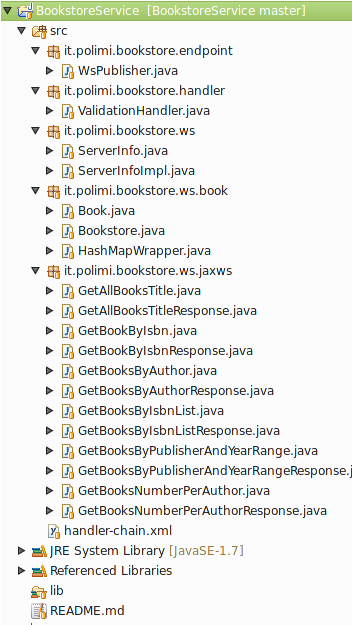 BookstoreService [BookstoreService master]
src
it.polimi.bookstore.endpoint
WsPublisher.java
it.polimi.bookstore.handler
ValidationHandler.java
it.polimi.bookstore.ws
ServerInfo.java
ServerInfoImpl.java
it.polimi.bookstore.ws.book
Book.java
Bookstore.java
HashMapWrapper.java
it.polimi.bookstore.ws.jaxws
GetAllBooksTitle.java
GetAllBooksTitleResponse.java
GetBookByIsbn.java
GetBookByIsbnResponse.java
GetBooksByAuthor.java
GetBooksByAuthorResponse.java
GetBooksByIsbnList.java
GetBooksByIsbnListResponse.java
GetBooksByPublisherAndYearRange.java
GetBooksByPublisherAndYearRangeResponse.j
GetBooksNumberPerAuthor.java
GetBooksNumberPerAuthorResponse.java
handler-chain.xml
JRE System Library [JavaSE-1.7]
Referenced Libraries
lib
README.md